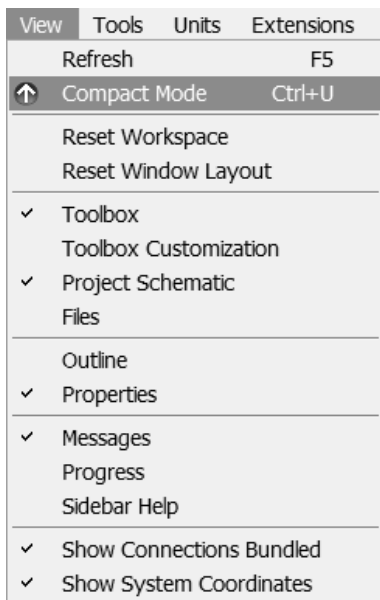 View Tools Units Extensions
Refresh F5
Compact Mode Ctrl+U
Reset Workspace
Reset Window Layout
Toolbox
Toolbox Customization
Project Schematic
Files
Outline
Properties
Messages
Progress
Sidebar Help
Show Connections Bundled
Show System Coordinates